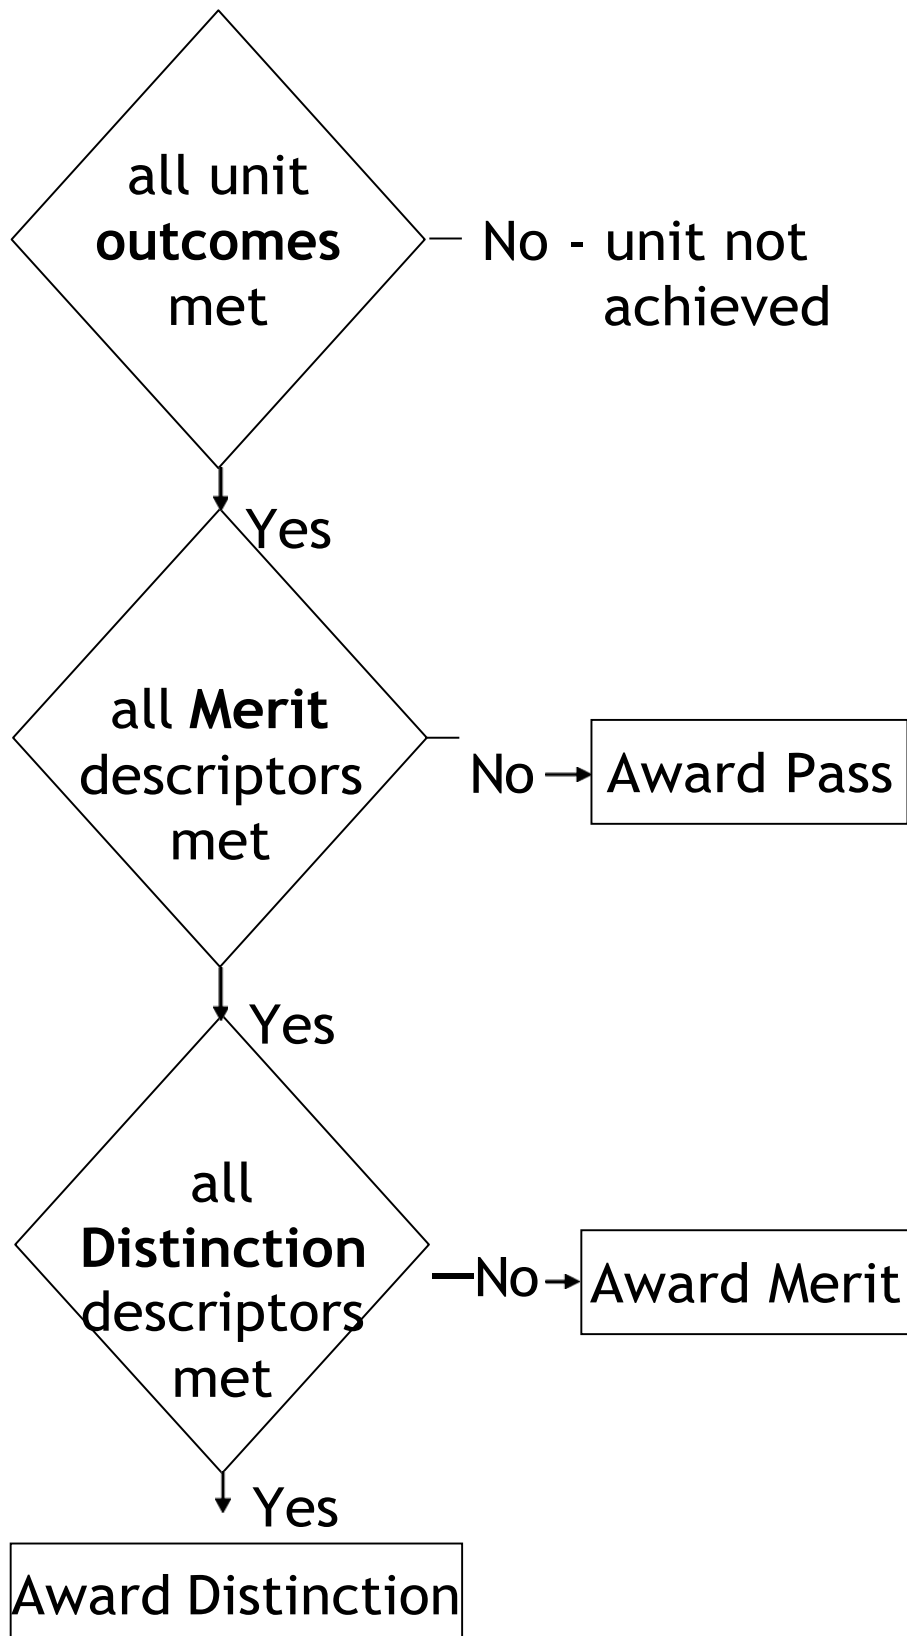 all unit
outcomes
met
No - unit not
achieved
Yes
all Merit
descriptors
met
No
Award Pass
Yes
all
Distinction
descriptors
met
No
Award Merit
Yes
Award Distinction